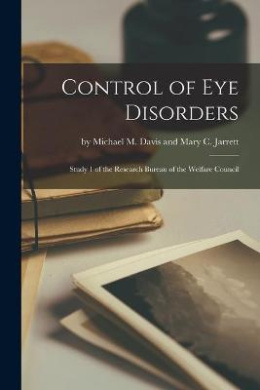 Control of Eye
Disorders
by Michael M. Davis and Mary C. Jarrett
Study 1 of the Research Bureau of the Welfare Council